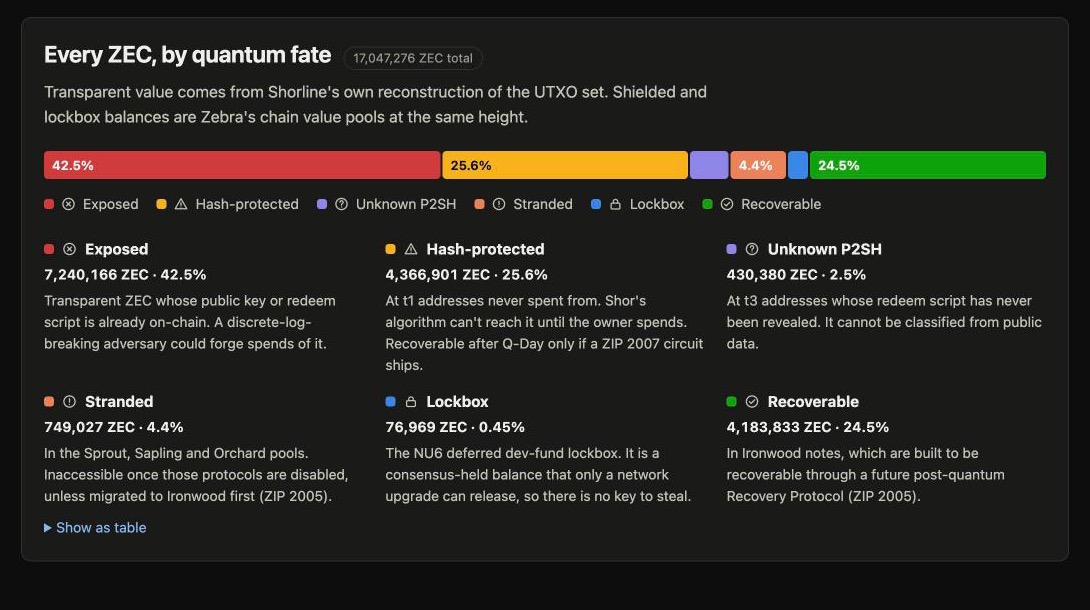 Every ZEC, by quantum fate 17,047,276 ZEC total
Transparent value comes from Shorline's own reconstruction of the UTXO set. Shielded and
lockbox balances are Zebra's chain value pools at the same height.
42.5% 25.6% 4.4% 24.5%
Exposed Hash-protected Unknown P2SH Stranded Lockbox Recoverable
Exposed
7,240,166 ZEC · 42.5%
Transparent ZEC whose public key or redeem
script is already on-chain. A discrete-log-
breaking adversary could forge spends of it.
Hash-protected
4,366,901 ZEC · 25.6%
At t1 addresses never spent from. Shor's
algorithm can't reach it until the owner spends.
Recoverable after Q-Day only if a ZIP 2007 circuit
ships.
Unknown P2SH
430,380 ZEC · 2.5%
At t3 addresses whose redeem script has never
been revealed. It cannot be classified from public
data.
Stranded
749,027 ZEC · 4.4%
In the Sprout, Sapling and Orchard pools.
Inaccessible once those protocols are disabled,
unless migrated to Ironwood first (ZIP 2005).
Lockbox
76,969 ZEC · 0.45%
The NU6 deferred dev-fund lockbox. It is a
consensus-held balance that only a network
upgrade can release, so there is no key to steal.
Recoverable
4,183,833 ZEC · 24.5%
In Ironwood notes, which are built to be
recoverable through a future post-quantum
Recovery Protocol (ZIP 2005).
Show as table